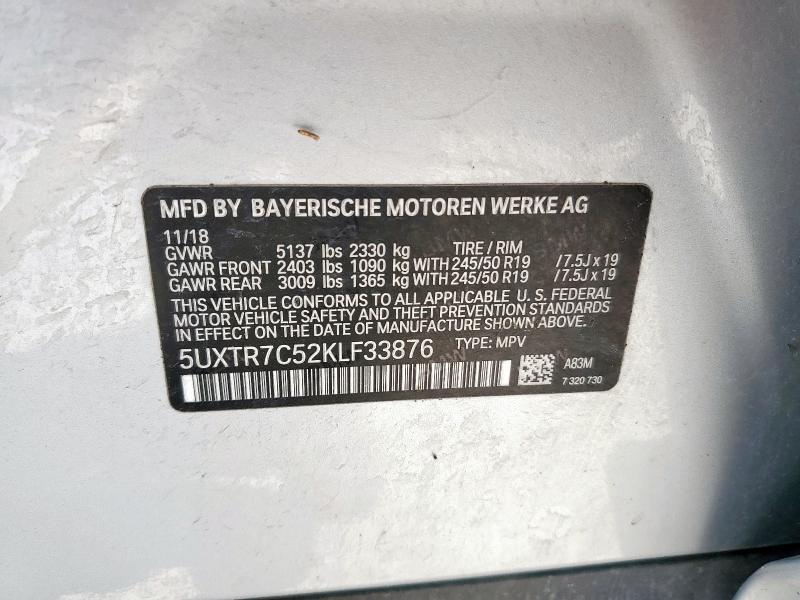 MFD BY BAYERISCHE MOTOREN WERKE AG
11/18
GVWR 5137 lbs 2330 kg TIRE / RIM
GAWR FRONT 2403 lbs 1090 kg WITH 245/50 R19 /7.5J x 19
GAWR REAR 3009 lbs 1365 kg WITH 245/50 R19 /7.5J x 19
THIS VEHICLE CONFORMS TO ALL APPLICABLE U. S. FEDERAL
MOTOR VEHICLE SAFETY AND THEFT PREVENTION STANDARDS
IN EFFECT ON THE DATE OF MANUFACTURE SHOWN ABOVE.
5UXTR7C52KLF33876 TYPE: MPV
A83M
7 320 730